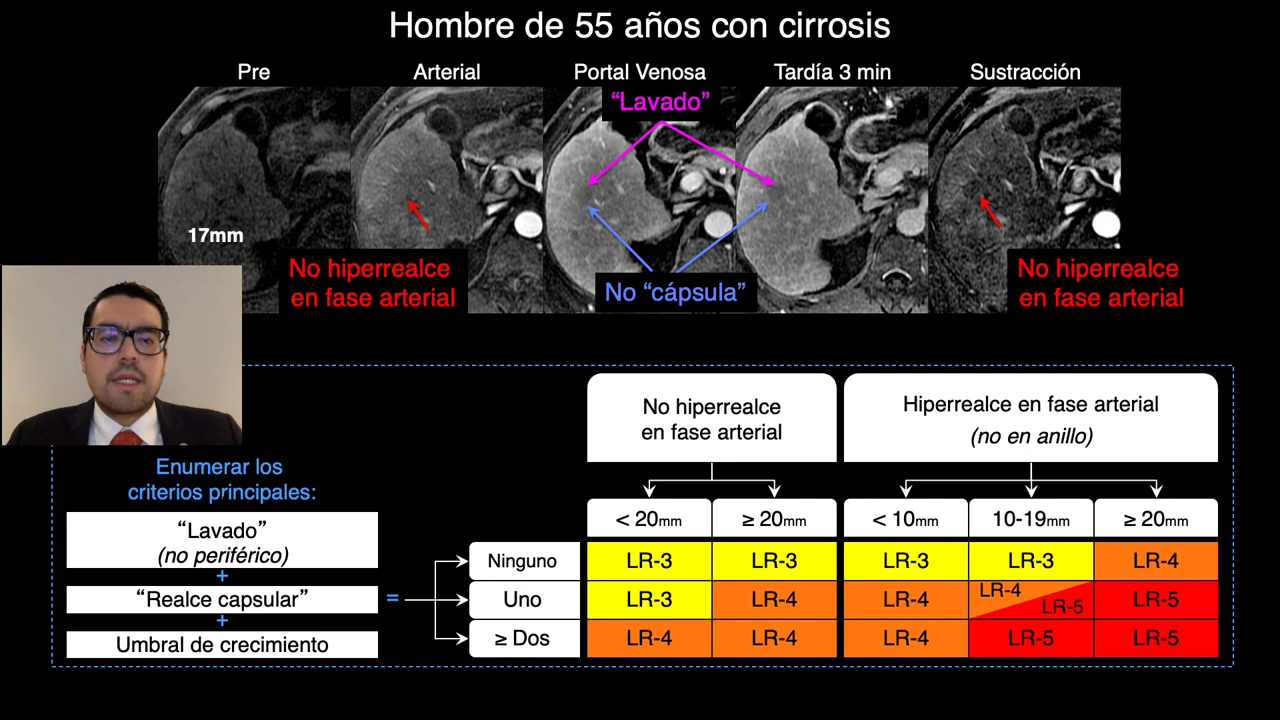 Hombre de 55 años con cirrosis
Pre
Arterial
Portal Venosa
Tardía 3 min
Sustracción
“Lavado”
17mm
No hiperrealce
en fase arterial
No “cápsula”
No hiperrealce
en fase arterial
Enumerar los
criterios principales:
“Lavado”
(no periférico)
+
“Realce capsular”
+
Umbral de crecimiento
=
No hiperrealce
en fase arterial
Hiperrealce en fase arterial
(no en anillo)
< 20mm
≥ 20mm
< 10mm
10-19mm
≥ 20mm
Ninguno
LR-3
LR-3
LR-3
LR-3
LR-4
Uno
LR-3
LR-4
LR-4
LR-4
LR-5
LR-5
≥ Dos
LR-4
LR-4
LR-4
LR-5
LR-5